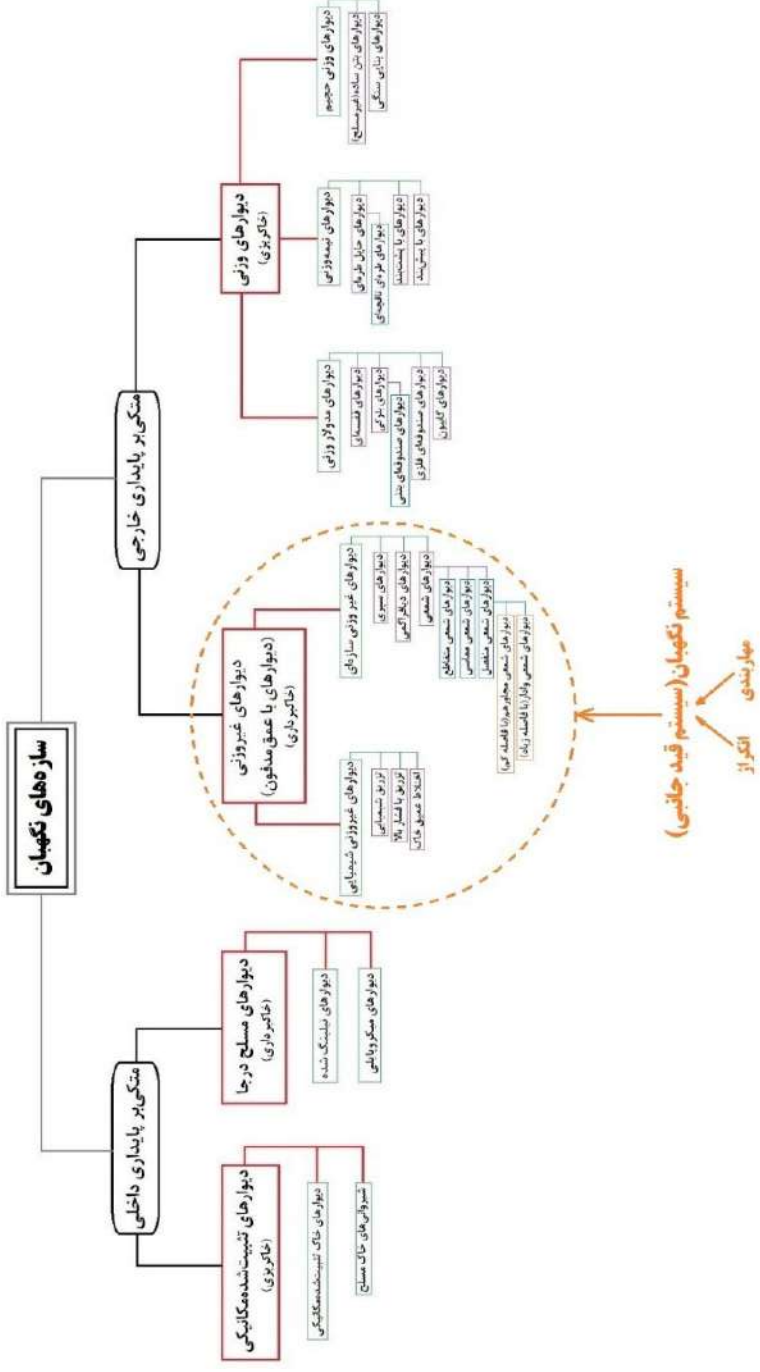 سازه‌های نگهبان
متکی‌بر پایداری خارجی
متکی‌بر پایداری داخلی
دیوارهای وزنی
(خاکریزی)
دیوارهای وزنی حجیم
دیوارهای بتن ساده(غیرمسلح)
دیوارهای بنایی سنگی
دیوارهای نیمه‌وزنی
دیوارهای حایل طره‌ای
دیوارهای طره‌ای طاقچه‌ای
دیوارهای با پشت‌بند
دیوارهای با پیش‌بند
دیوارهای مدولار وزنی
دیوارهای قفسه‌ای
دیوارهای بلوکی
دیوارهای صندوقه‌ای بتنی
دیوارهای صندوقه‌ای فلزی
دیوارهای گابیون
دیوارهای غیروزنی
(دیوارهای با عمق‌مدفون)
(خاکبرداری)
دیوارهای غیر وزنی سازه‌ای
دیوارهای سپری
دیوارهای دیافراگمی
دیوارهای شمعی
دیوارهای شمعی متقاطع
دیوارهای شمعی مماسی
دیوارهای شمعی منفصل
دیوارهای شمعی مجاورهم(با فاصله کم)
دیوارهای شمعی وادار(با فاصله زیاد)
دیوارهای غیروزنی شیمیایی
تزریق شیمیایی
تزریق با فشار بالا
اختلاط عمیق خاک
دیوارهای مسلح درجا
(خاکبرداری)
دیوارهای نیلینگ شده
دیوارهای میکروپایلی
دیوارهای تثبیت‌شده‌مکانیکی
(خاکریزی)
دیوارهای خاک تثبیت‌شده‌مکانیکی
شیروانی‌های خاک مسلح
سیستم نگهبان(سیستم قید جانبی)
مهاربندی
انکراژ